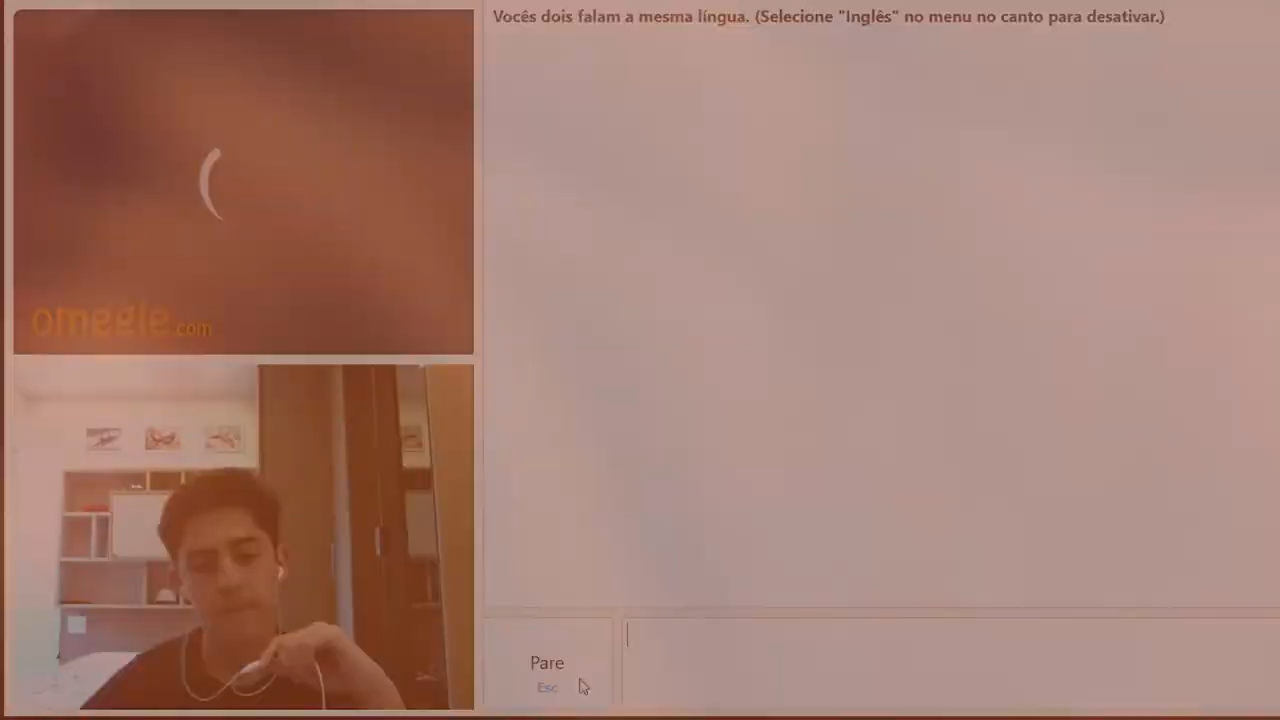 Vocês dois falam a mesma língua. (Selecione "Inglês" no menu no canto para desativar.)
omegle.com
Pare
Esc